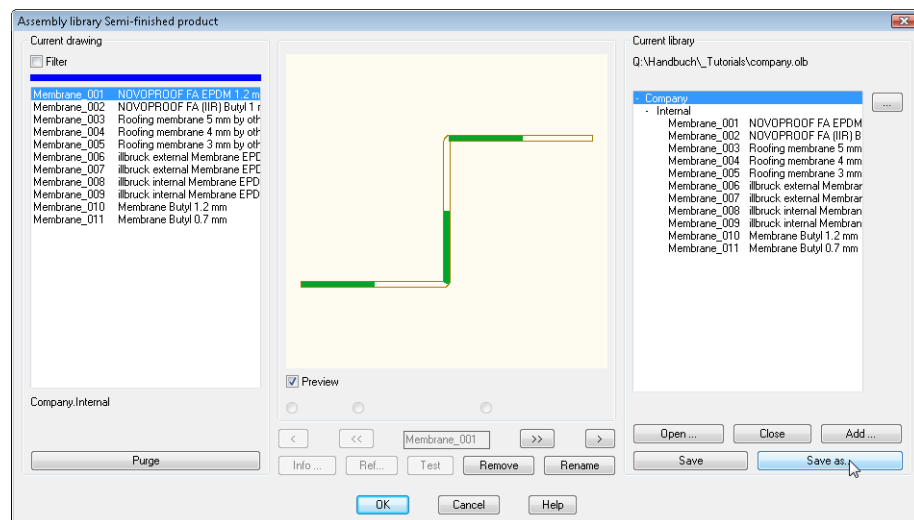 Assembly library Semi-finished product
Current drawing
Filter
Membrane_001 NOVOPROOF FA EPDM 1.2 m
Membrane_002 NOVOPROOF FA (IIR) Butyl 1
Membrane_003 Roofing membrane 5 mm by oth
Membrane_004 Roofing membrane 4 mm by oth
Membrane_005 Roofing membrane 3 mm by oth
Membrane_006 illbruck external Membrane EPD
Membrane_007 illbruck external Membrane EPD
Membrane_008 illbruck internal Membrane EPD
Membrane_009 illbruck internal Membrane EPD
Membrane_010 Membrane Butyl 1.2 mm
Membrane_011 Membrane Butyl 0.7 mm
Company.Internal
Purge
Preview
< << Membrane_001 >> >
Info ... Ref... Test Remove Rename
OK Cancel Help
Current library
Q:\Handbuch\_Tutorials\company.olb
- Company
- Internal
Membrane_001 NOVOPROOF FA EPDM
Membrane_002 NOVOPROOF FA (IIR) B
Membrane_003 Roofing membrane 5 mm
Membrane_004 Roofing membrane 4 mm
Membrane_005 Roofing membrane 3 mm
Membrane_006 illbruck external Membrar
Membrane_007 illbruck external Membrar
Membrane_008 illbruck internal Membran
Membrane_009 illbruck internal Membran
Membrane_010 Membrane Butyl 1.2 mm
Membrane_011 Membrane Butyl 0.7 mm
...
Open ... Close Add ...
Save Save as...